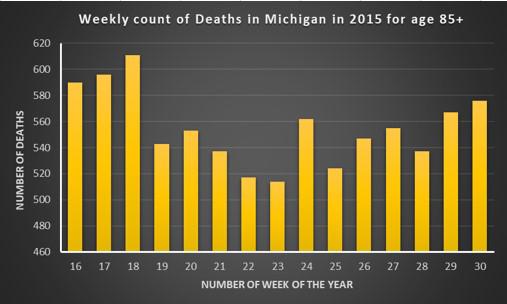 Weekly count of Deaths in Michigan in 2015 for age 85+
620
600
580
560
540
520
500
480
460
NUMBER OF DEATHS
16 17 18 19 20 21 22 23 24 25 26 27 28 29 30
NUMBER OF WEEK OF THE YEAR